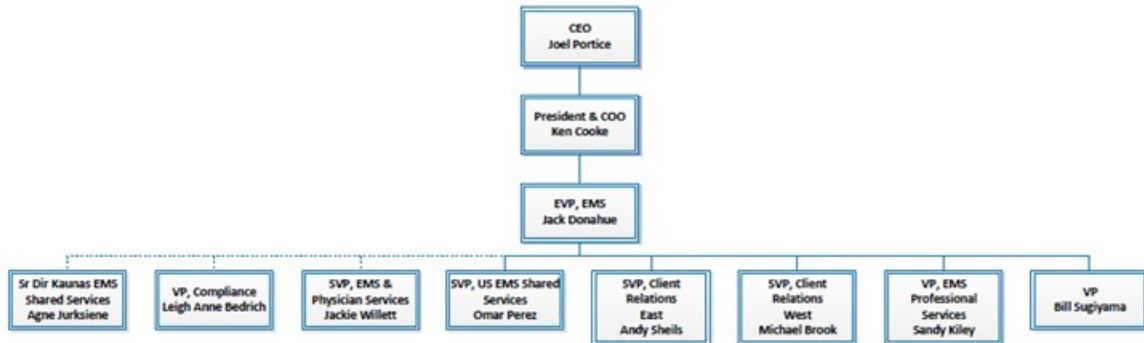 CEO
Joel Portice
President & COO
Ken Cooke
EVP, EMS
Jack Donahue
Sr Dir Kaunas EMS
Shared Services
Agne Jurksiene
VP, Compliance
Leigh Anne Bedrich
SVP, EMS &
Physician Services
Jackie Willett
SVP, US EMS Shared
Services
Omar Perez
SVP, Client
Relations
East
Andy Sheils
SVP, Client
Relations
West
Michael Brook
VP, EMS
Professional
Services
Sandy Kiley
VP
Bill Sugiyama